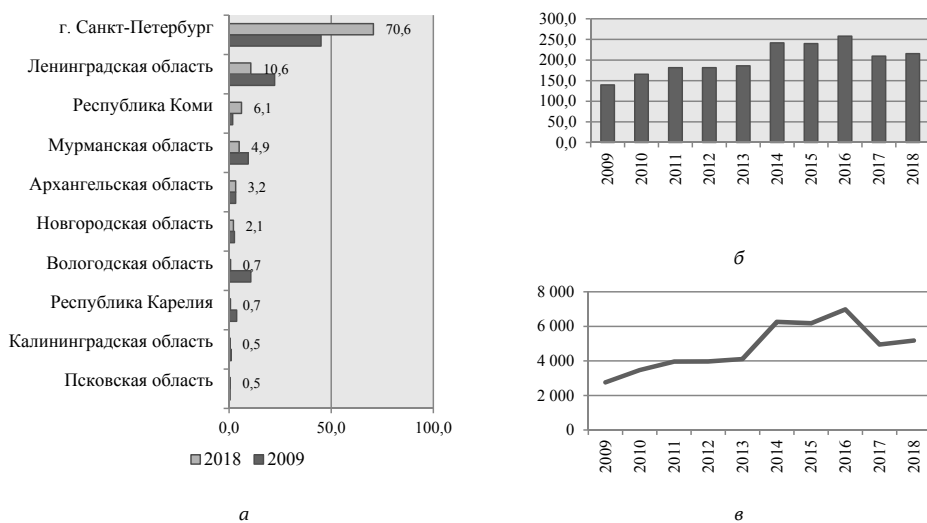 г. Санкт-Петербург
70,6
Ленинградская область
10,6
Республика Коми
6,1
Мурманская область
4,9
Архангельская область
3,2
Новгородская область
2,1
Вологодская область
0,7
Республика Карелия
0,7
Калининградская область
0,5
Псковская область
0,5
0,0 50,0 100,0
2018 2009
а
300,0
250,0
200,0
150,0
100,0
50,0
0,0
2009 2010 2011 2012 2013 2014 2015 2016 2017 2018
б
8 000
6 000
4 000
2 000
0
2009 2010 2011 2012 2013 2014 2015 2016 2017 2018
в